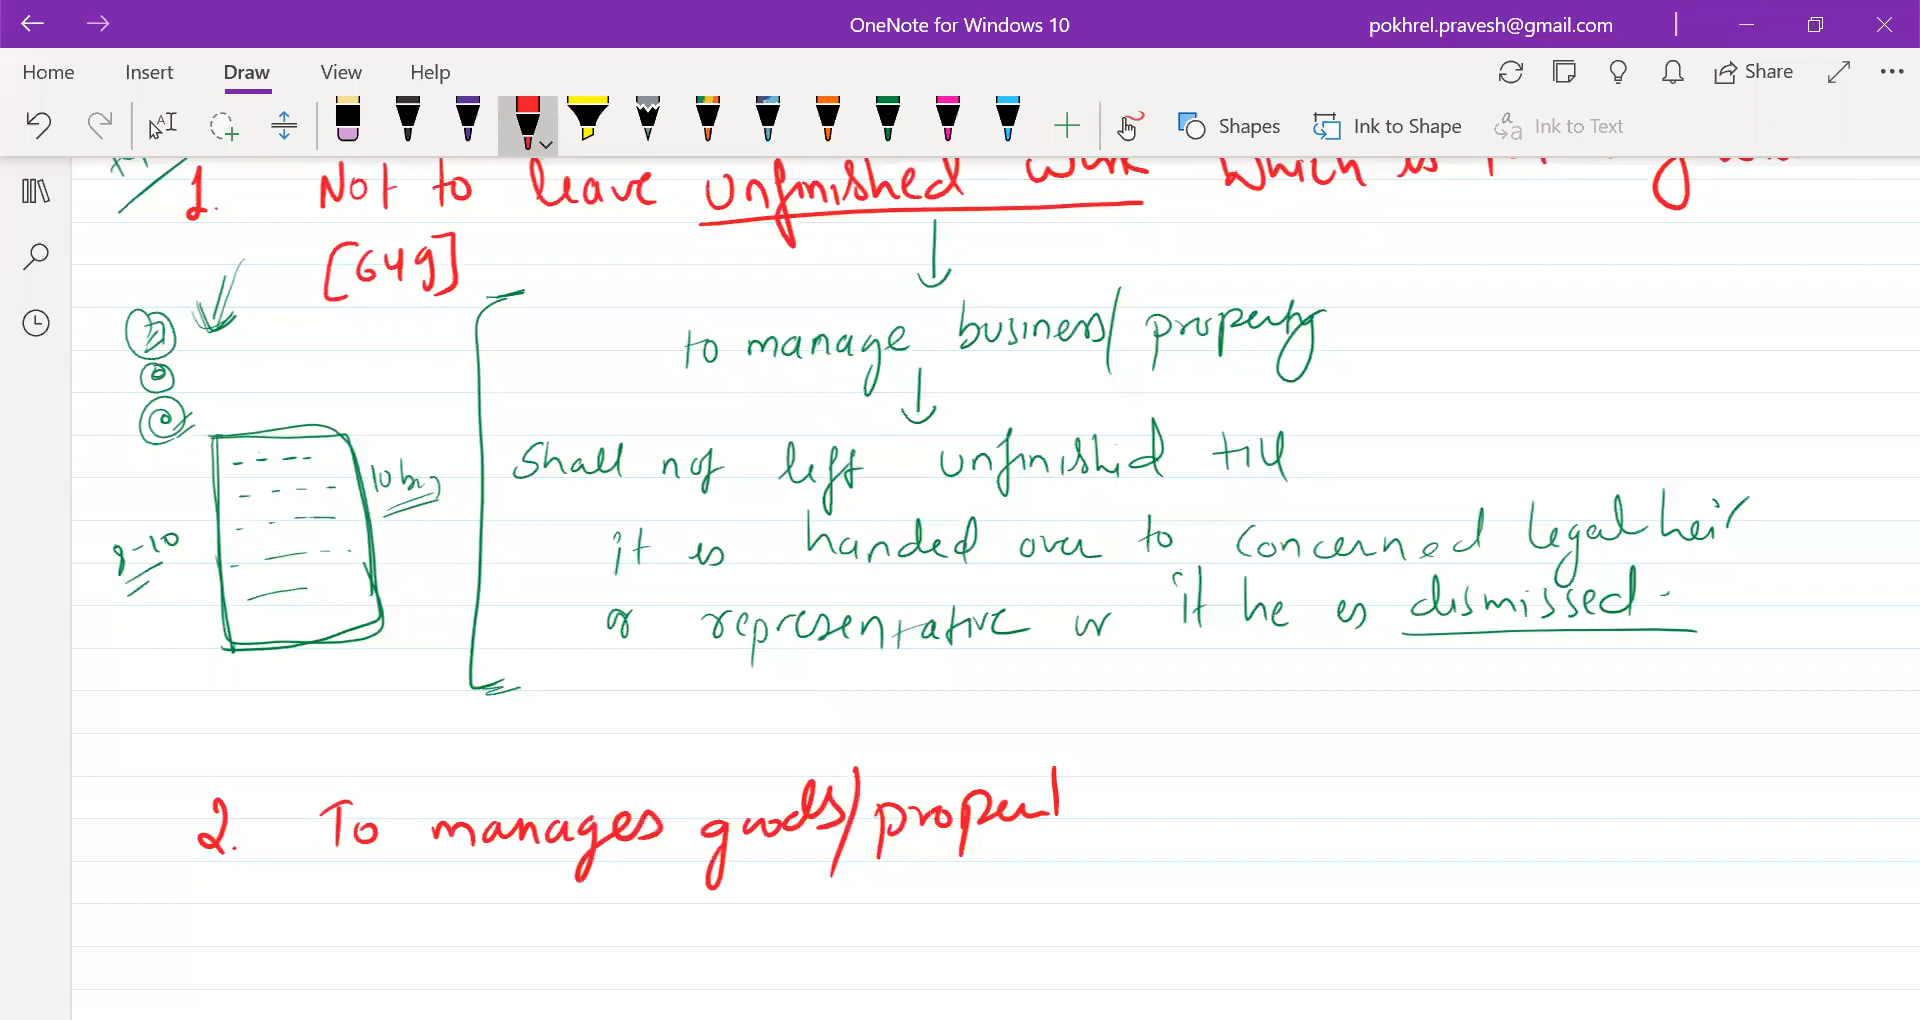 OneNote for Windows 10 pokhrel.pravesh@gmail.com
Home Insert Draw View Help Share
Shapes Ink to Shape Ink to Text
1. Not to leave unfinished work which is
[649]
to manage business/property
Shall not left unfinished till
10
it is handed over to concerned legal heir
8-10
or representative or if he is dismissed.
2. To manages goods/propert